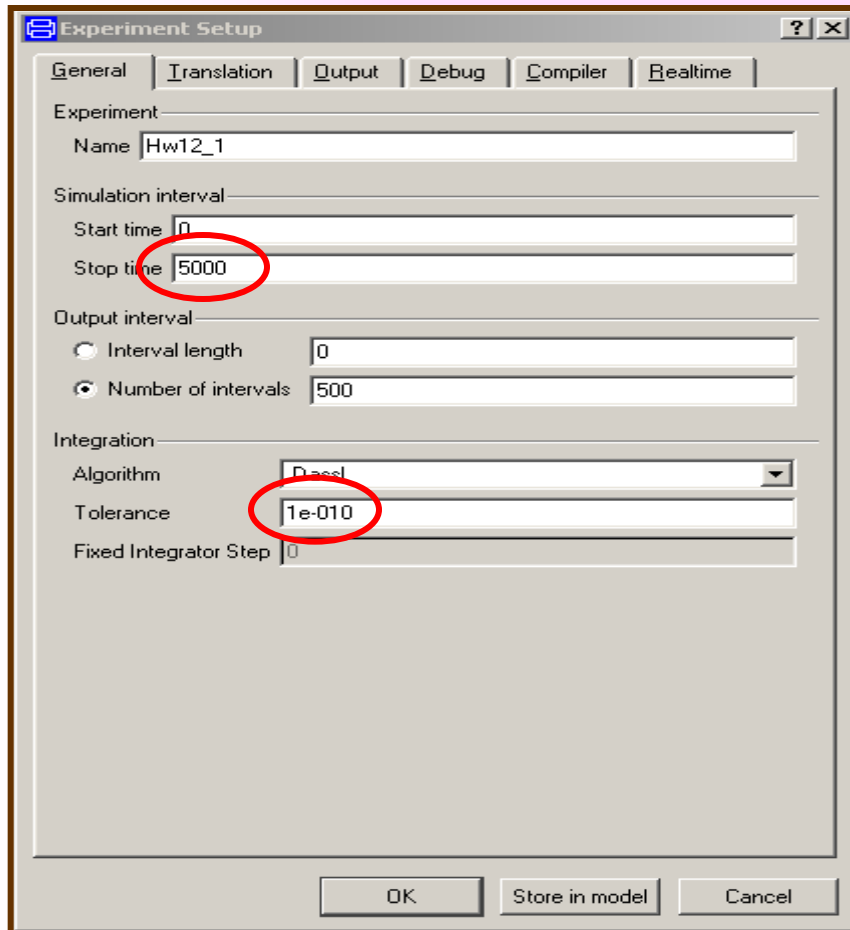 Experiment Setup
General Translation Output Debug Compiler Realtime
Experiment
Name Hw12_1
Simulation interval
Start time 0
Stop time 5000
Output interval
Interval length 0
Number of intervals 500
Integration
Algorithm Dassl
Tolerance 1e-010
Fixed Integrator Step 0
OK Store in model Cancel